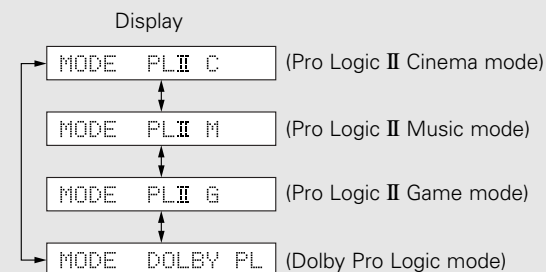 Display
MODE PLⅡ C (Pro Logic Ⅱ Cinema mode)
MODE PLⅡ M (Pro Logic Ⅱ Music mode)
MODE PLⅡ G (Pro Logic Ⅱ Game mode)
MODE DOLBY PL (Dolby Pro Logic mode)